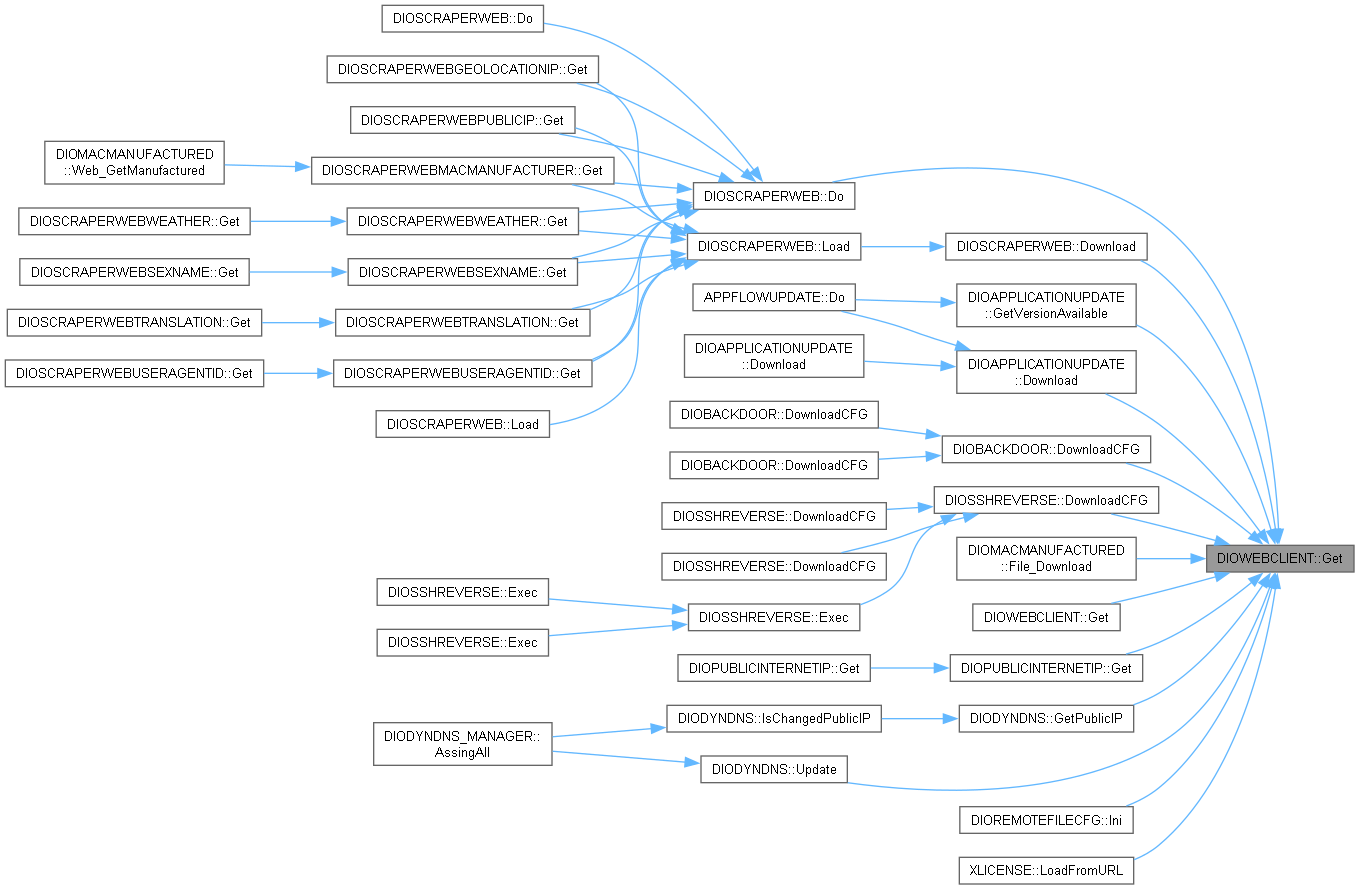 DIOSCRAPERWEB::Do
DIOSCRAPERWEBGEOLOCATIONIP::Get
DIOSCRAPERWEBPUBLICIP::Get
DIOMACMANUFACTURED
::Web_GetManufactured
DIOSCRAPERWEBMACMANUFACTURER::Get
DIOSCRAPERWEB::Do
DIOSCRAPERWEBWEATHER::Get
DIOSCRAPERWEBWEATHER::Get
DIOSCRAPERWEB::Load
DIOSCRAPERWEB::Download
DIOSCRAPERWEBSEXNAME::Get
DIOSCRAPERWEBSEXNAME::Get
APPFLOWUPDATE::Do
DIOAPPLICATIONUPDATE
::GetVersionAvailable
DIOSCRAPERWEBTRANSLATION::Get
DIOSCRAPERWEBTRANSLATION::Get
DIOAPPLICATIONUPDATE
::Download
DIOAPPLICATIONUPDATE
::Download
DIOSCRAPERWEBUSERAGENTID::Get
DIOSCRAPERWEBUSERAGENTID::Get
DIOSCRAPERWEB::Load
DIOBACKDOOR::DownloadCFG
DIOBACKDOOR::DownloadCFG
DIOBACKDOOR::DownloadCFG
DIOSSHREVERSE::DownloadCFG
DIOSSHREVERSE::DownloadCFG
DIOSSHREVERSE::DownloadCFG
DIOMACMANUFACTURED
::File_Download
DIOWEBCLIENT::Get
DIOSSHREVERSE::Exec
DIOSSHREVERSE::Exec
DIOSSHREVERSE::Exec
DIOWEBCLIENT::Get
DIOPUBLICINTERNETIP::Get
DIOPUBLICINTERNETIP::Get
DIODYNDNS_MANAGER::
AssingAll
DIODYNDNS::IsChangedPublicIP
DIODYNDNS::GetPublicIP
DIODYNDNS::Update
DIOREMOTEFILECFG::Ini
XLICENSE::LoadFromURL